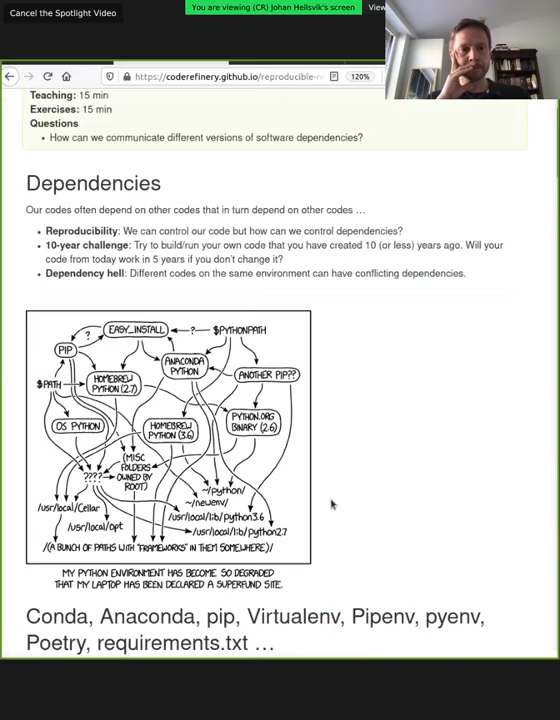 Cancel the Spotlight Video
You are viewing (CR) Johan Hellsvik's screen
View
https://coderefinery.github.io/reproducible-r
120%
Teaching: 15 min
Exercises: 15 min
Questions
• How can we communicate different versions of software dependencies?
Dependencies
Our codes often depend on other codes that in turn depend on other codes …
• Reproducibility: We can control our code but how can we control dependencies?
• 10-year challenge: Try to build/run your own code that you have created 10 (or less) years ago. Will your
code from today work in 5 years if you don't change it?
• Dependency hell: Different codes on the same environment can have conflicting dependencies.
?
EASY_INSTALL
?
$PYTHONPATH
PIP
ANACONDA
PYTHON
ANOTHER PIP??
$PATH
HOMEBREW
PYTHON (2.7)
OS PYTHON
HOMEBREW
PYTHON (3.6)
PYTHON.ORG
BINARY (2.6)
????
(MISC
FOLDERS
OWNED BY
ROOT)
~/python/
~/newenv/
/usr/local/Cellar
/usr/local/lib/python3.6
/usr/local/opt
/usr/local/lib/python2.7
/(A BUNCH OF PATHS WITH "FRAMEWORKS" IN THEM SOMEWHERE)/
MY PYTHON ENVIRONMENT HAS BECOME SO DEGRADED
THAT MY LAPTOP HAS BEEN DECLARED A SUPERFUND SITE.
Conda, Anaconda, pip, Virtualenv, Pipenv, pyenv,
Poetry, requirements.txt …